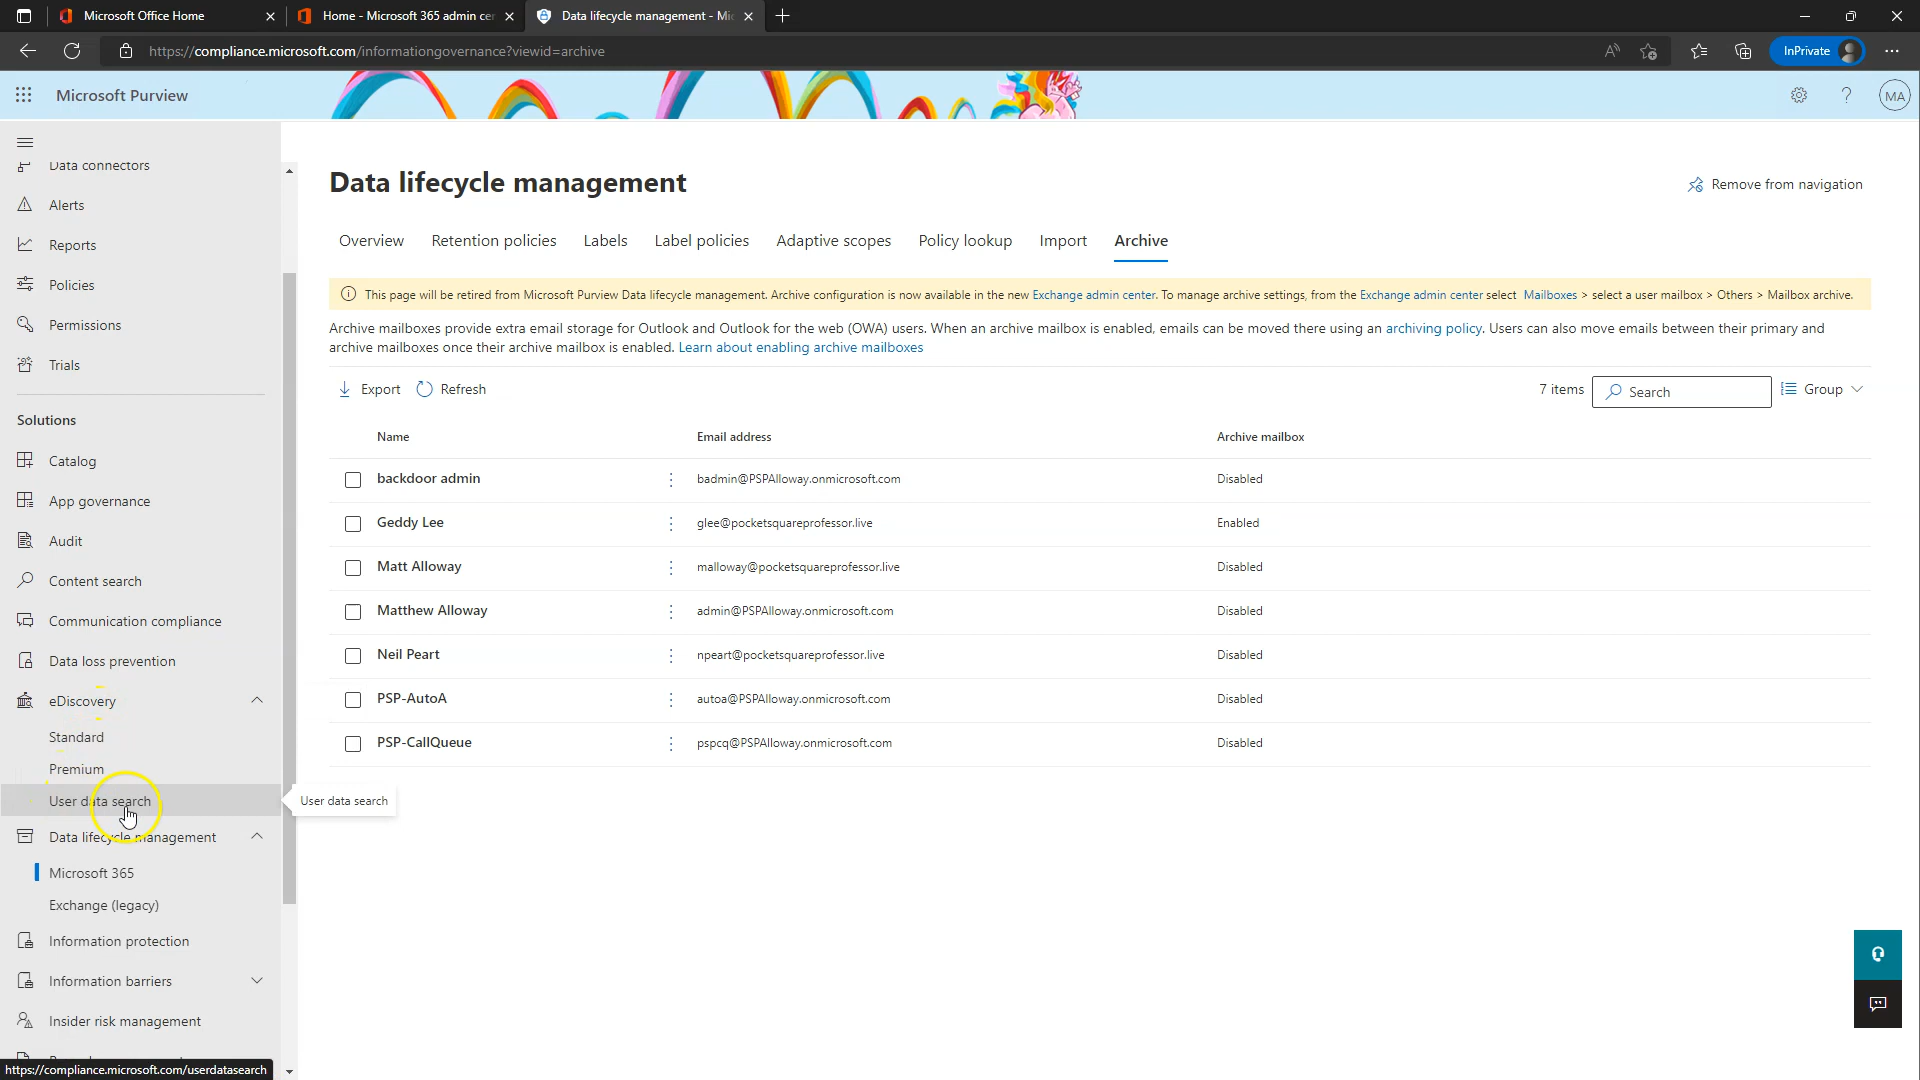 Microsoft Office Home
Home - Microsoft 365 admin cer
Data lifecycle management - Mic
https://compliance.microsoft.com/informationgovernance?viewid=archive
InPrivate
Microsoft Purview
MA
Data connectors
Alerts
Reports
Policies
Permissions
Trials
Solutions
Catalog
App governance
Audit
Content search
Communication compliance
Data loss prevention
eDiscovery
Standard
Premium
User data search
User data search
Data lifecycle management
Microsoft 365
Exchange (legacy)
Information protection
Information barriers
Insider risk management
https://compliance.microsoft.com/userdatasearch
Data lifecycle management
Remove from navigation
Overview Retention policies Labels Label policies Adaptive scopes Policy lookup Import Archive
This page will be retired from Microsoft Purview Data lifecycle management. Archive configuration is now available in the new Exchange admin center. To manage archive settings, from the Exchange admin center select Mailboxes > select a user mailbox > Others > Mailbox archive.
Archive mailboxes provide extra email storage for Outlook and Outlook for the web (OWA) users. When an archive mailbox is enabled, emails can be moved there using an archiving policy. Users can also move emails between their primary and
archive mailboxes once their archive mailbox is enabled. Learn about enabling archive mailboxes
Export Refresh 7 items Search Group
Name Email address Archive mailbox
backdoor admin badmin@PSPAlloway.onmicrosoft.com Disabled
Geddy Lee glee@pocketsquareprofessor.live Enabled
Matt Alloway malloway@pocketsquareprofessor.live Disabled
Matthew Alloway admin@PSPAlloway.onmicrosoft.com Disabled
Neil Peart npeart@pocketsquareprofessor.live Disabled
PSP-AutoA autoa@PSPAlloway.onmicrosoft.com Disabled
PSP-CallQueue pspcq@PSPAlloway.onmicrosoft.com Disabled